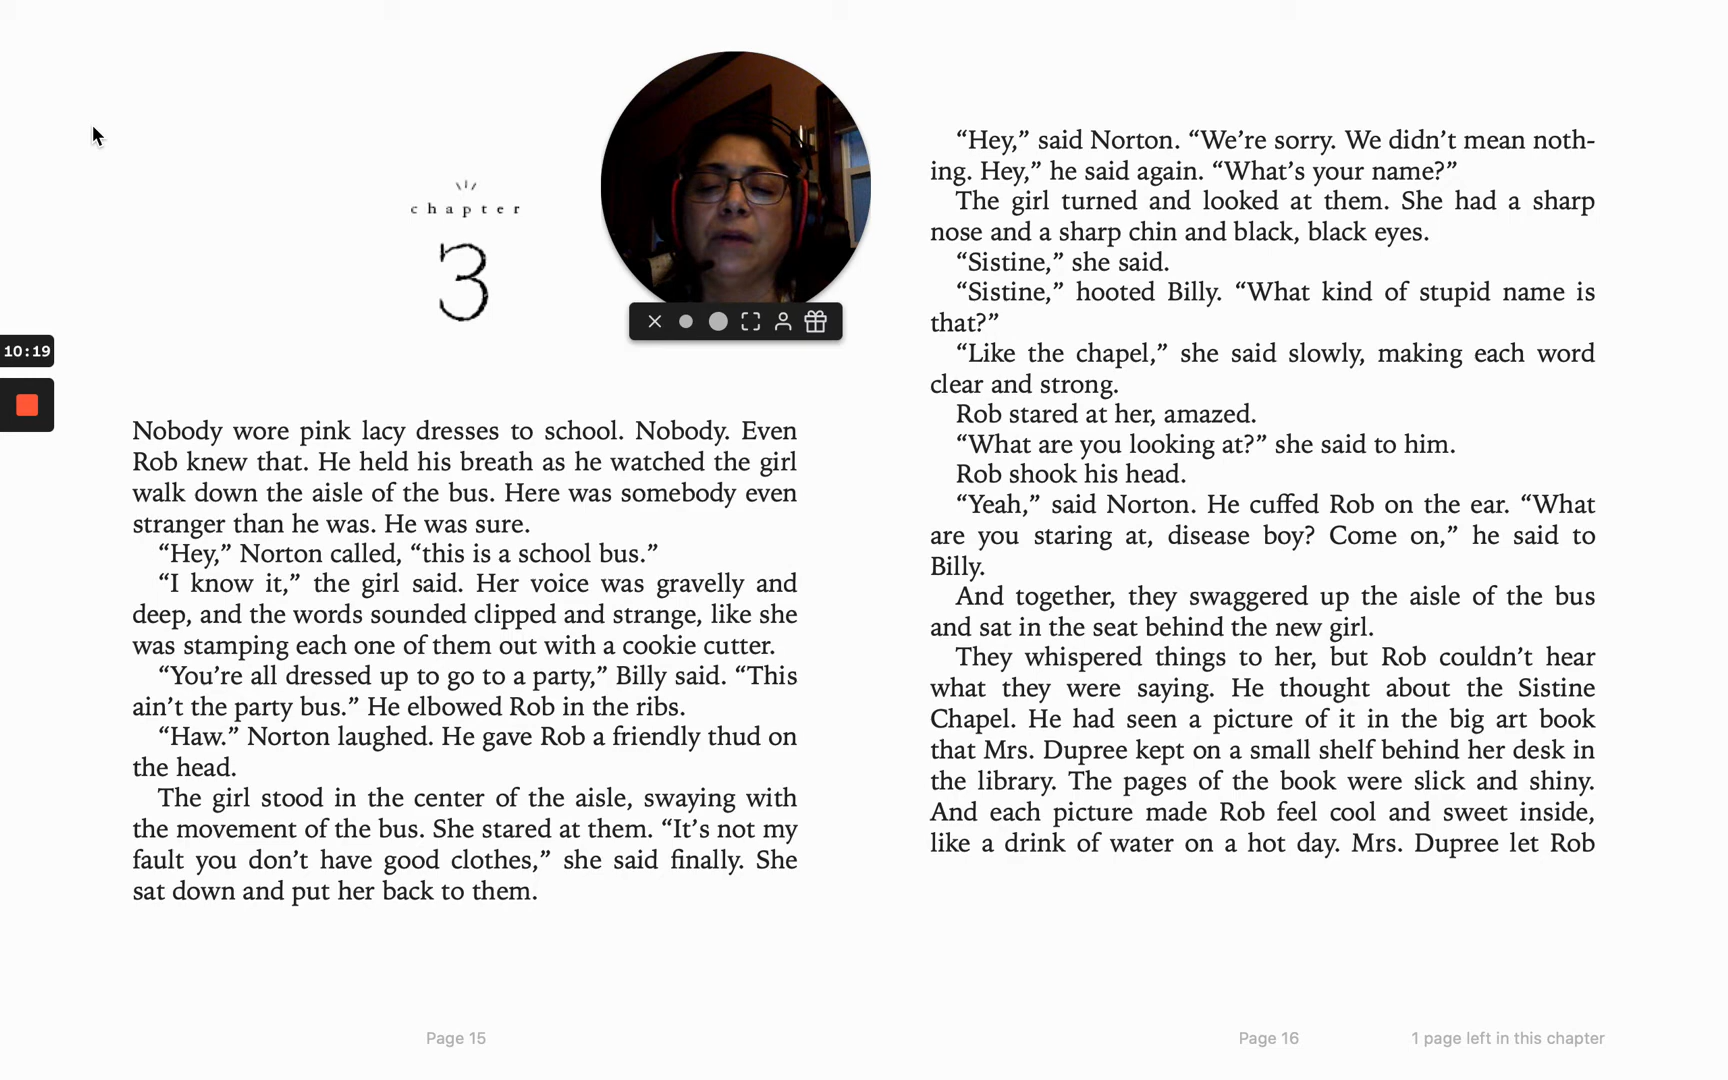 chapter
3
10:19
Nobody wore pink lacy dresses to school. Nobody. Even
Rob knew that. He held his breath as he watched the girl
walk down the aisle of the bus. Here was somebody even
stranger than he was. He was sure.
“Hey,” Norton called, “this is a school bus.”
“I know it,” the girl said. Her voice was gravelly and
deep, and the words sounded clipped and strange, like she
was stamping each one of them out with a cookie cutter.
“You’re all dressed up to go to a party,” Billy said. “This
ain’t the party bus.” He elbowed Rob in the ribs.
“Haw.” Norton laughed. He gave Rob a friendly thud on
the head.
The girl stood in the center of the aisle, swaying with
the movement of the bus. She stared at them. “It’s not my
fault you don’t have good clothes,” she said finally. She
sat down and put her back to them.
Page 15
“Hey,” said Norton. “We’re sorry. We didn’t mean noth-
ing. Hey,” he said again. “What’s your name?”
The girl turned and looked at them. She had a sharp
nose and a sharp chin and black, black eyes.
“Sistine,” she said.
“Sistine,” hooted Billy. “What kind of stupid name is
that?”
“Like the chapel,” she said slowly, making each word
clear and strong.
Rob stared at her, amazed.
“What are you looking at?” she said to him.
Rob shook his head.
“Yeah,” said Norton. He cuffed Rob on the ear. “What
are you staring at, disease boy? Come on,” he said to
Billy.
And together, they swaggered up the aisle of the bus
and sat in the seat behind the new girl.
They whispered things to her, but Rob couldn’t hear
what they were saying. He thought about the Sistine
Chapel. He had seen a picture of it in the big art book
that Mrs. Dupree kept on a small shelf behind her desk in
the library. The pages of the book were slick and shiny.
And each picture made Rob feel cool and sweet inside,
like a drink of water on a hot day. Mrs. Dupree let Rob
Page 16
1 page left in this chapter